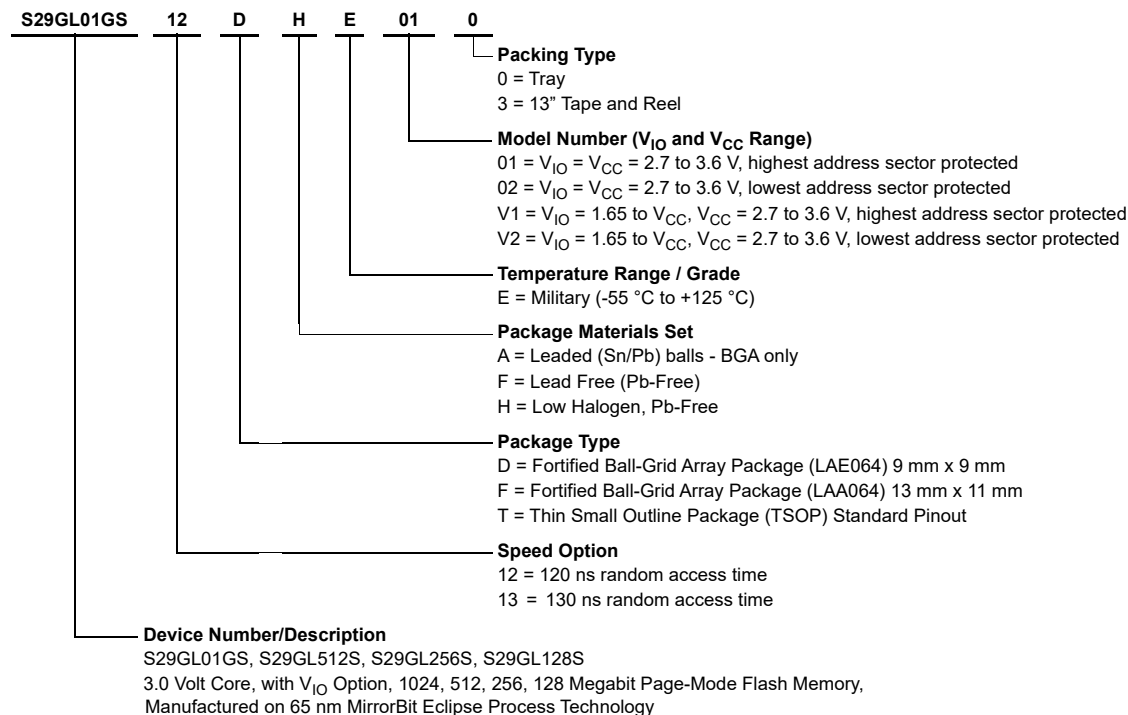 S29GL01GS 12 D H E 01 0
Packing Type
0 = Tray
3 = 13” Tape and Reel
Model Number (VIO and VCC Range)
01 = VIO = VCC = 2.7 to 3.6 V, highest address sector protected
02 = VIO = VCC = 2.7 to 3.6 V, lowest address sector protected
V1 = VIO = 1.65 to VCC, VCC = 2.7 to 3.6 V, highest address sector protected
V2 = VIO = 1.65 to VCC, VCC = 2.7 to 3.6 V, lowest address sector protected
Temperature Range / Grade
E = Military (-55 °C to +125 °C)
Package Materials Set
A = Leaded (Sn/Pb) balls - BGA only
F = Lead Free (Pb-Free)
H = Low Halogen, Pb-Free
Package Type
D = Fortified Ball-Grid Array Package (LAE064) 9 mm x 9 mm
F = Fortified Ball-Grid Array Package (LAA064) 13 mm x 11 mm
T = Thin Small Outline Package (TSOP) Standard Pinout
Speed Option
12 = 120 ns random access time
13 = 130 ns random access time
Device Number/Description
S29GL01GS, S29GL512S, S29GL256S, S29GL128S
3.0 Volt Core, with VIO Option, 1024, 512, 256, 128 Megabit Page-Mode Flash Memory,
Manufactured on 65 nm MirrorBit Eclipse Process Technology